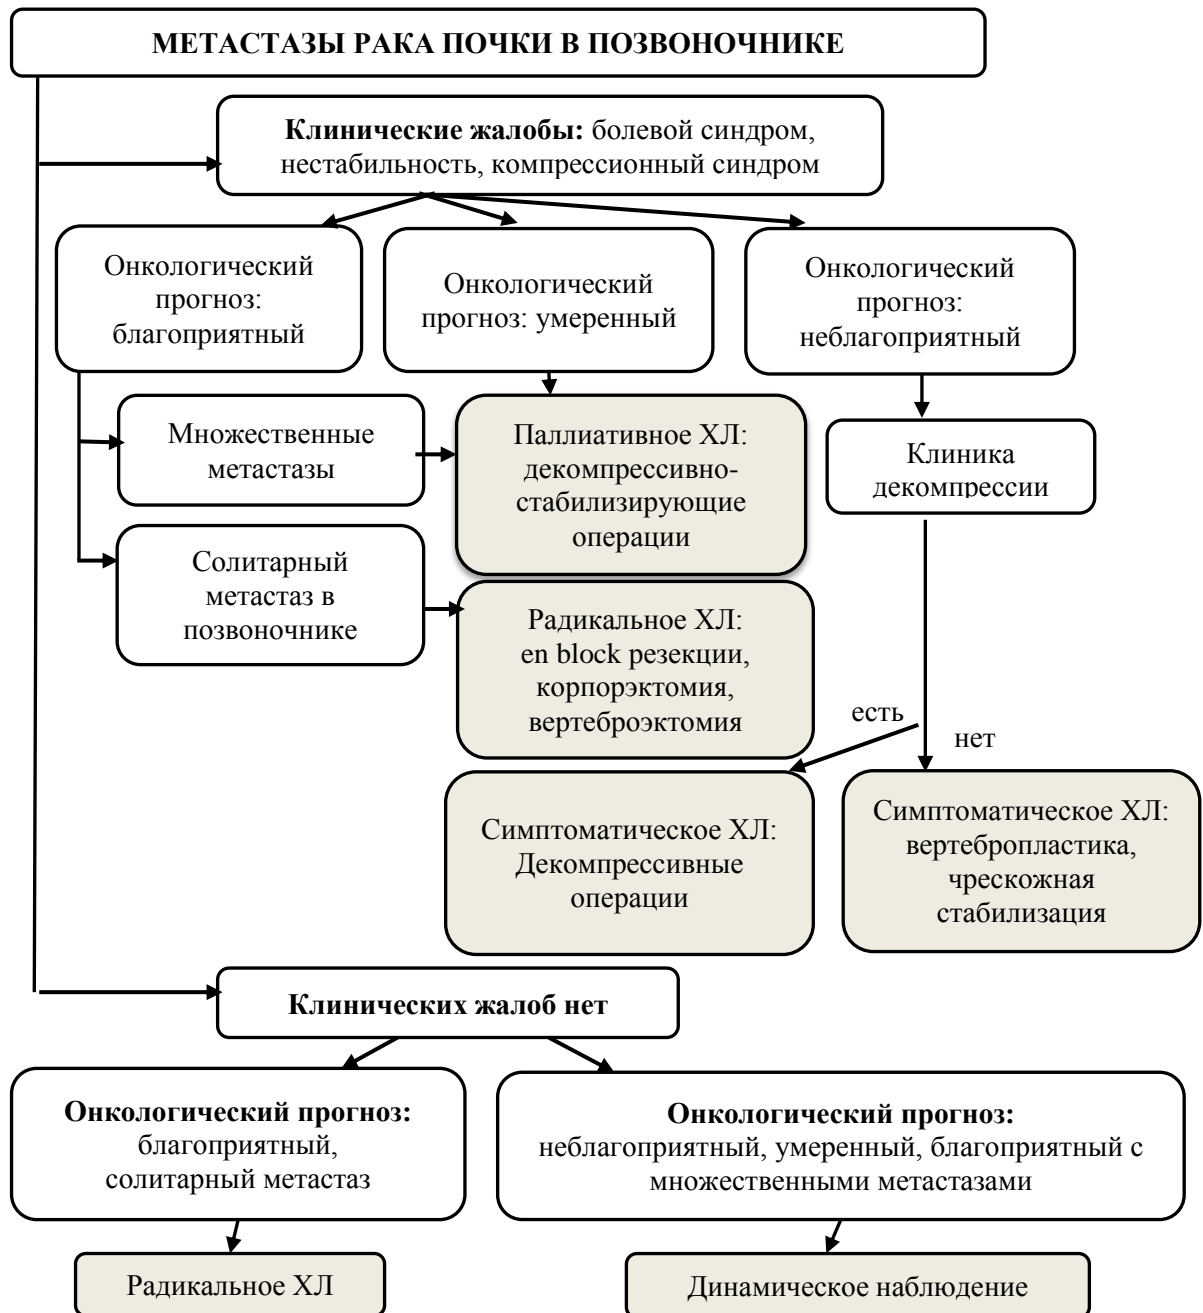 МЕТАСТАЗЫ РАКА ПОЧКИ В ПОЗВОНОЧНИКЕ
Клинические жалобы: болевой синдром,
нестабильность, компрессионный синдром
Онкологический
прогноз:
благоприятный
Онкологический
прогноз: умеренный
Онкологический
прогноз:
неблагоприятный
Множественные
метастазы
Паллиативное ХЛ:
декомпрессивно-
стабилизирующие
операции
Клиника
декомпрессии
Солитарный
метастаз в
позвоночнике
Радикальное ХЛ:
en block резекции,
корпорэктомия,
вертеброэктомия
есть
нет
Симптоматическое ХЛ:
Декомпрессивные
операции
Симптоматическое ХЛ:
вертебропластика,
чрескожная
стабилизация
Клинических жалоб нет
Онкологический прогноз:
благоприятный,
солитарный метастаз
Онкологический прогноз:
неблагоприятный, умеренный, благоприятный с
множественными метастазами
Радикальное ХЛ
Динамическое наблюдение